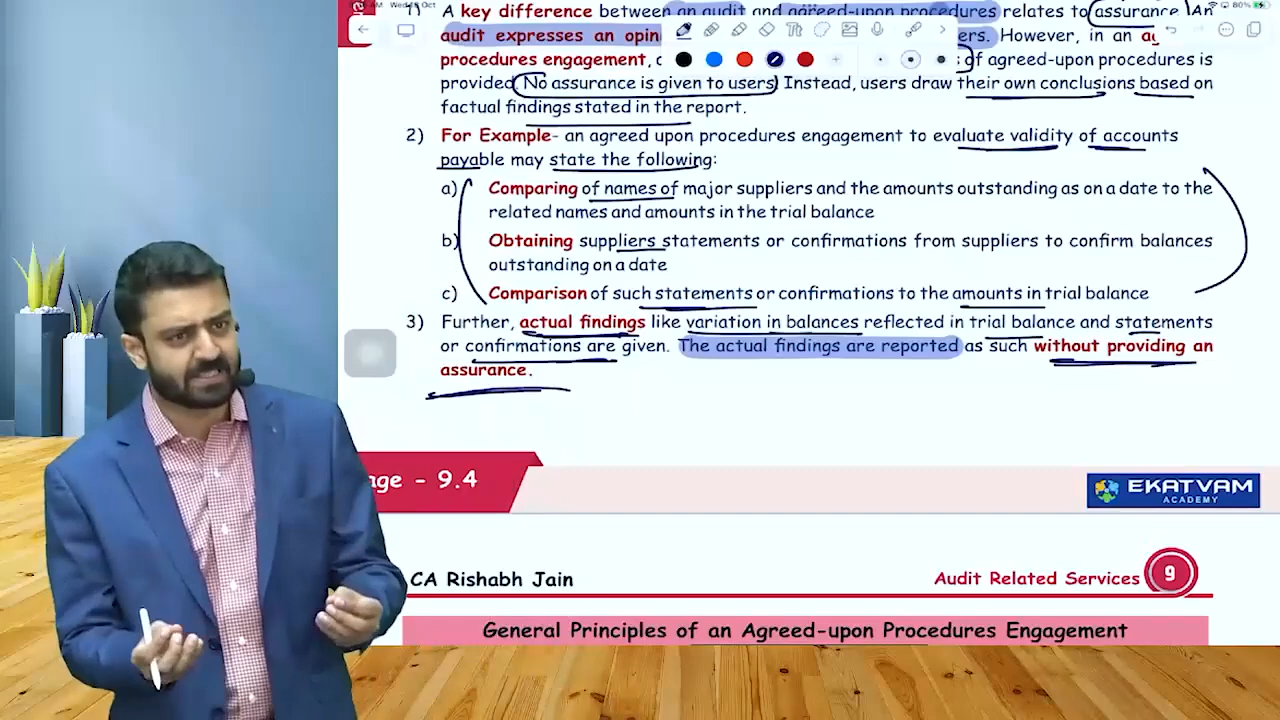 Wed 15 Oct
80%
1) A key difference between an audit and agreed-upon procedures relates to assurance. An
audit expresses an opin ers. However, in an
procedures engagement, of agreed-upon procedures is
provided. No assurance is given to users. Instead, users draw their own conclusions based on
factual findings stated in the report.
2) For Example- an agreed upon procedures engagement to evaluate validity of accounts
payable may state the following:
a) Comparing of names of major suppliers and the amounts outstanding as on a date to the
related names and amounts in the trial balance
b) Obtaining suppliers statements or confirmations from suppliers to confirm balances
outstanding on a date
c) Comparison of such statements or confirmations to the amounts in trial balance
3) Further, actual findings like variation in balances reflected in trial balance and statements
or confirmations are given. The actual findings are reported as such without providing an
assurance.
age - 9.4
EKATVAM
ACADEMY
CA Rishabh Jain
Audit Related Services 9
General Principles of an Agreed-upon Procedures Engagement